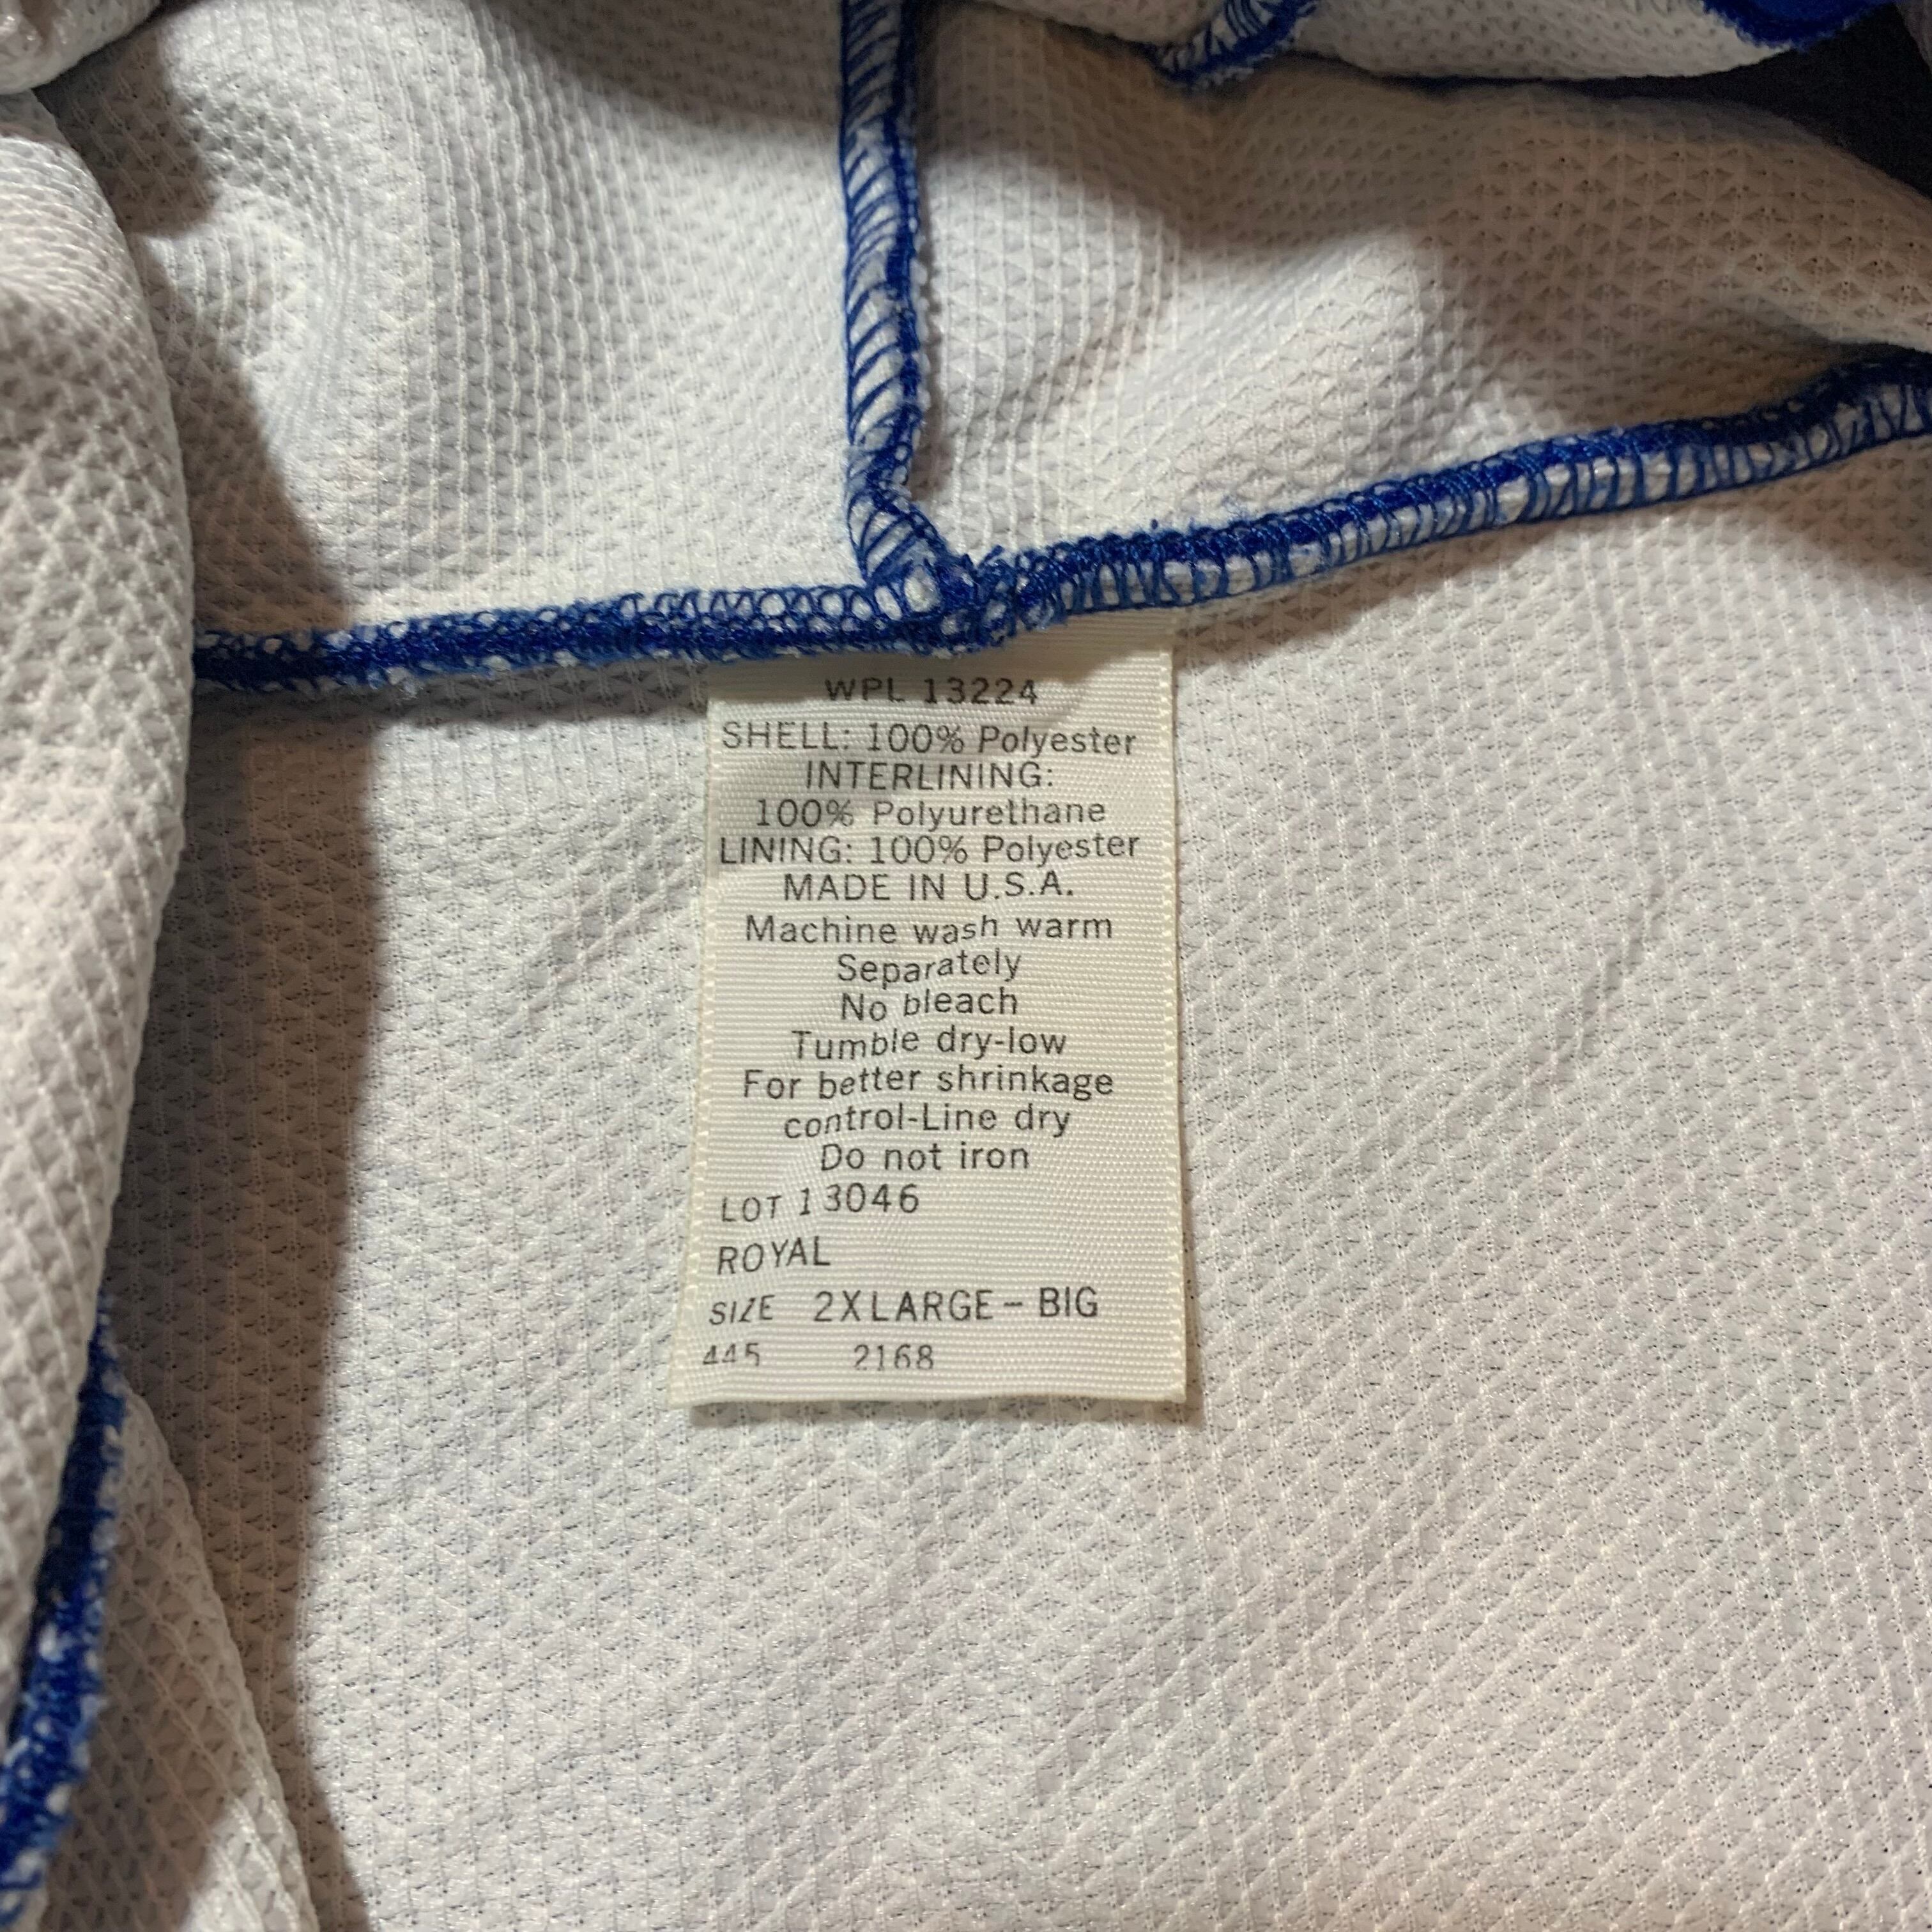 WPL 13224
SHELL: 100% Polyester
INTERLINING:
100% Polyurethane
LINING: 100% Polyester
MADE IN U.S.A.
Machine wash warm
Separately
No bleach
Tumble dry-low
For better shrinkage
control-Line dry
Do not iron
LOT 13046
ROYAL
SIZE 2XLARGE - BIG
445 2168